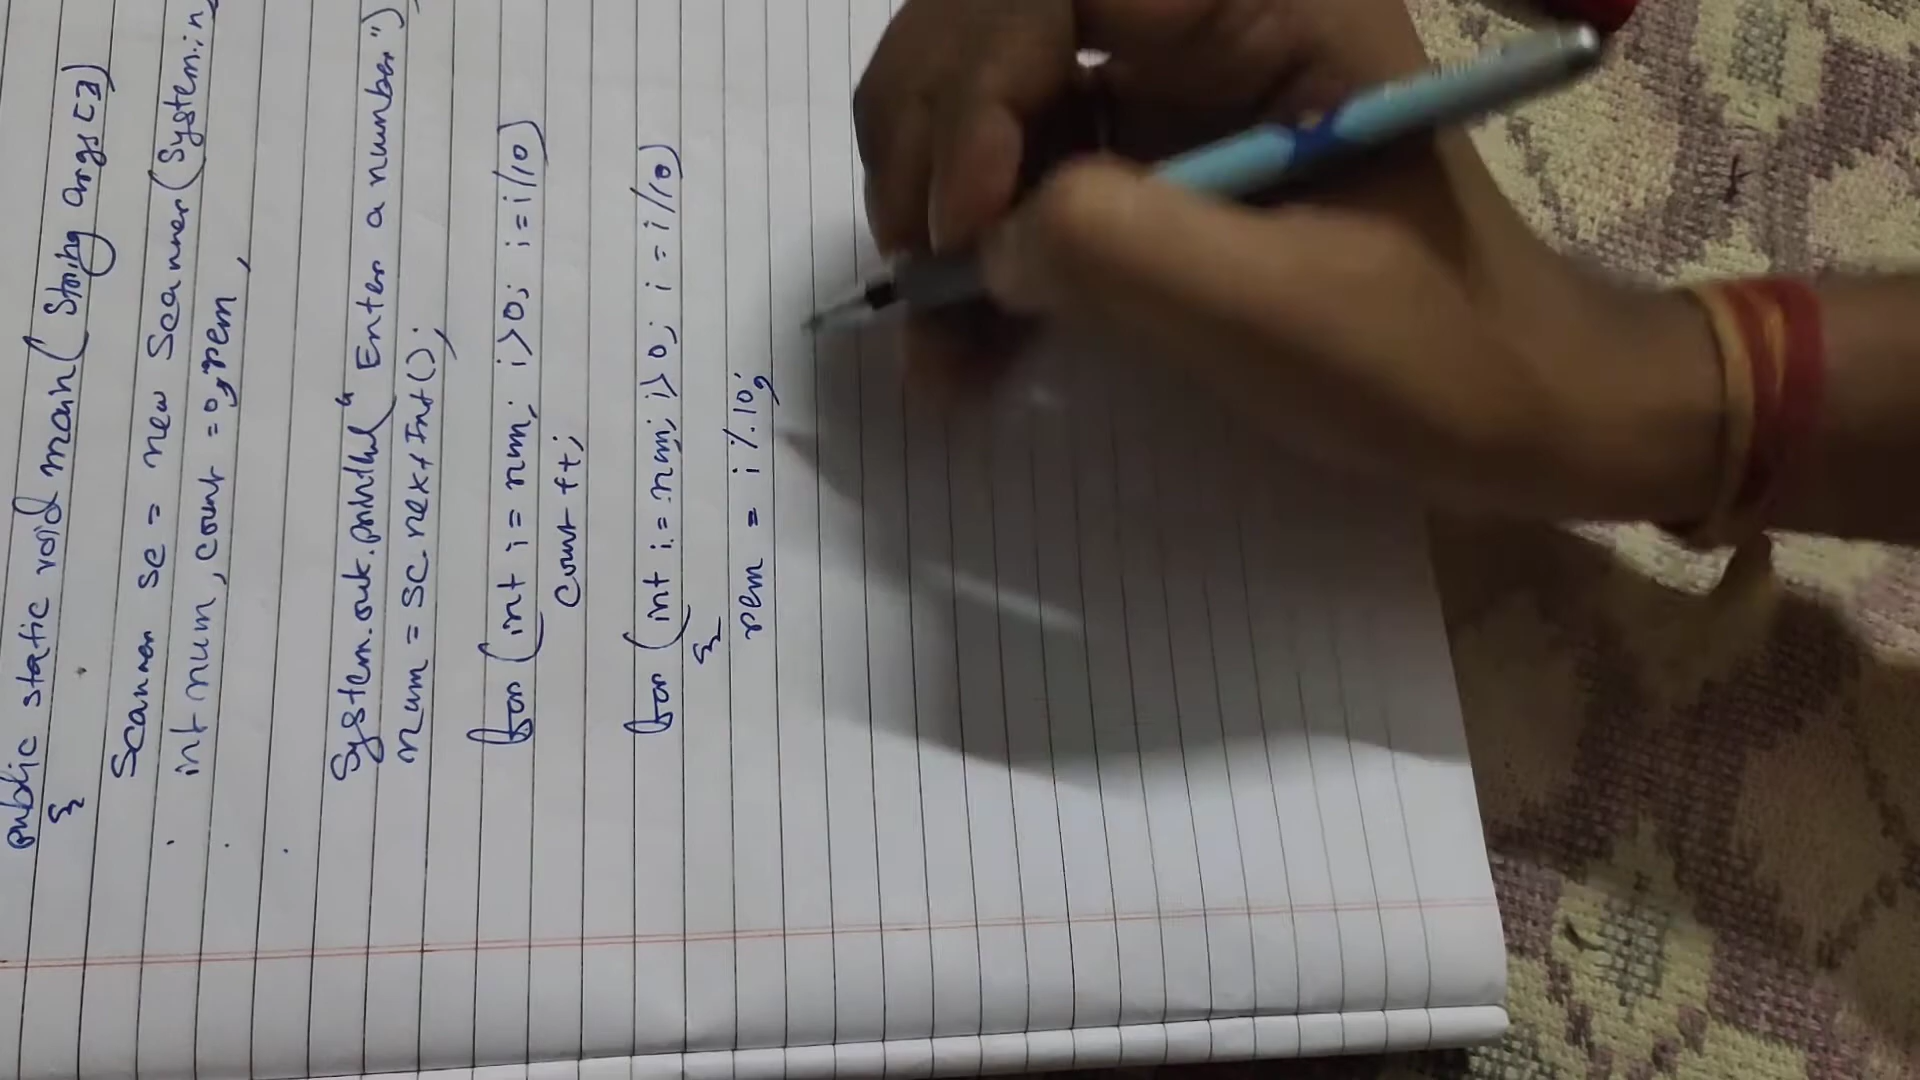 public static void main( String args[])
{
Scanner sc = new Scanner(System.in
int num, count = 0, rem,
System.out.println(" Enter a number")
num = sc nextInt();
for (int i = num; i>0; i=i/10)
count ++;
for (int i = num; i>0; i = i/10)
{
rem = i%10;